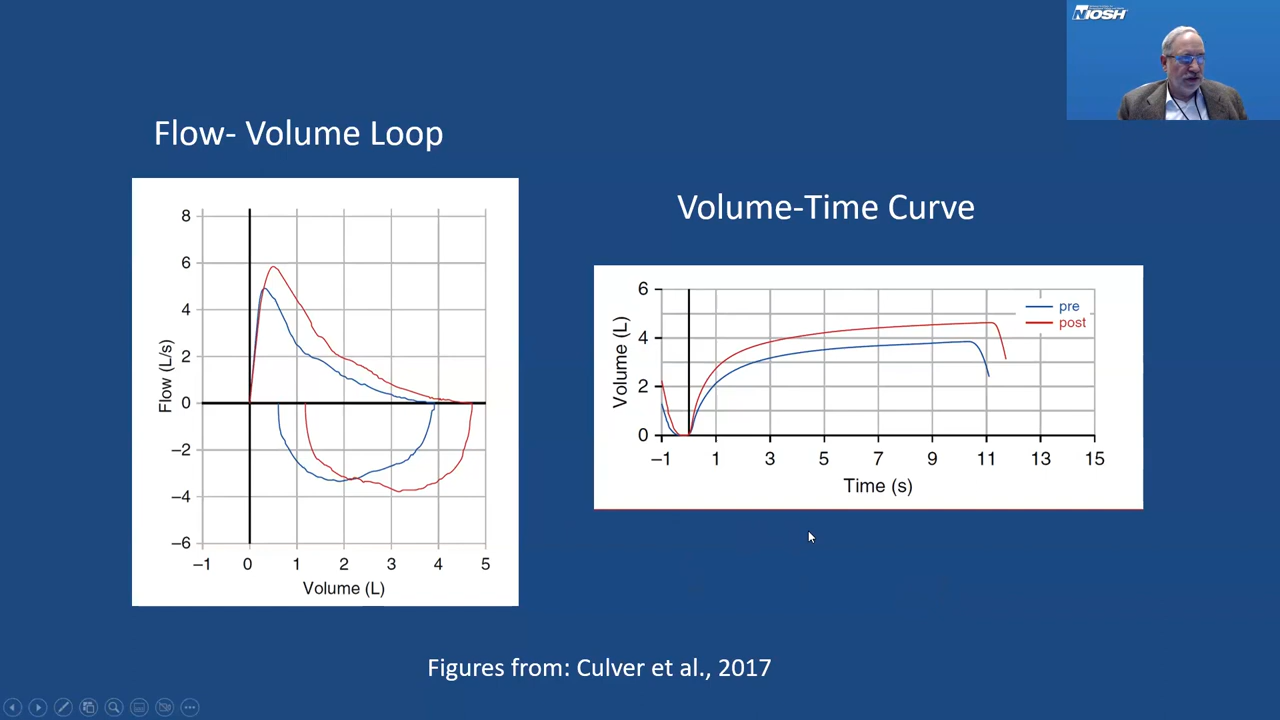 NIOSH
Flow- Volume Loop
Volume-Time Curve
8
6
4
2
0
−2
−4
−6
Flow (L/s)
−1 0 1 2 3 4 5
Volume (L)
6
4
2
0
Volume (L)
pre
post
−1 1 3 5 7 9 11 13 15
Time (s)
Figures from: Culver et al., 2017